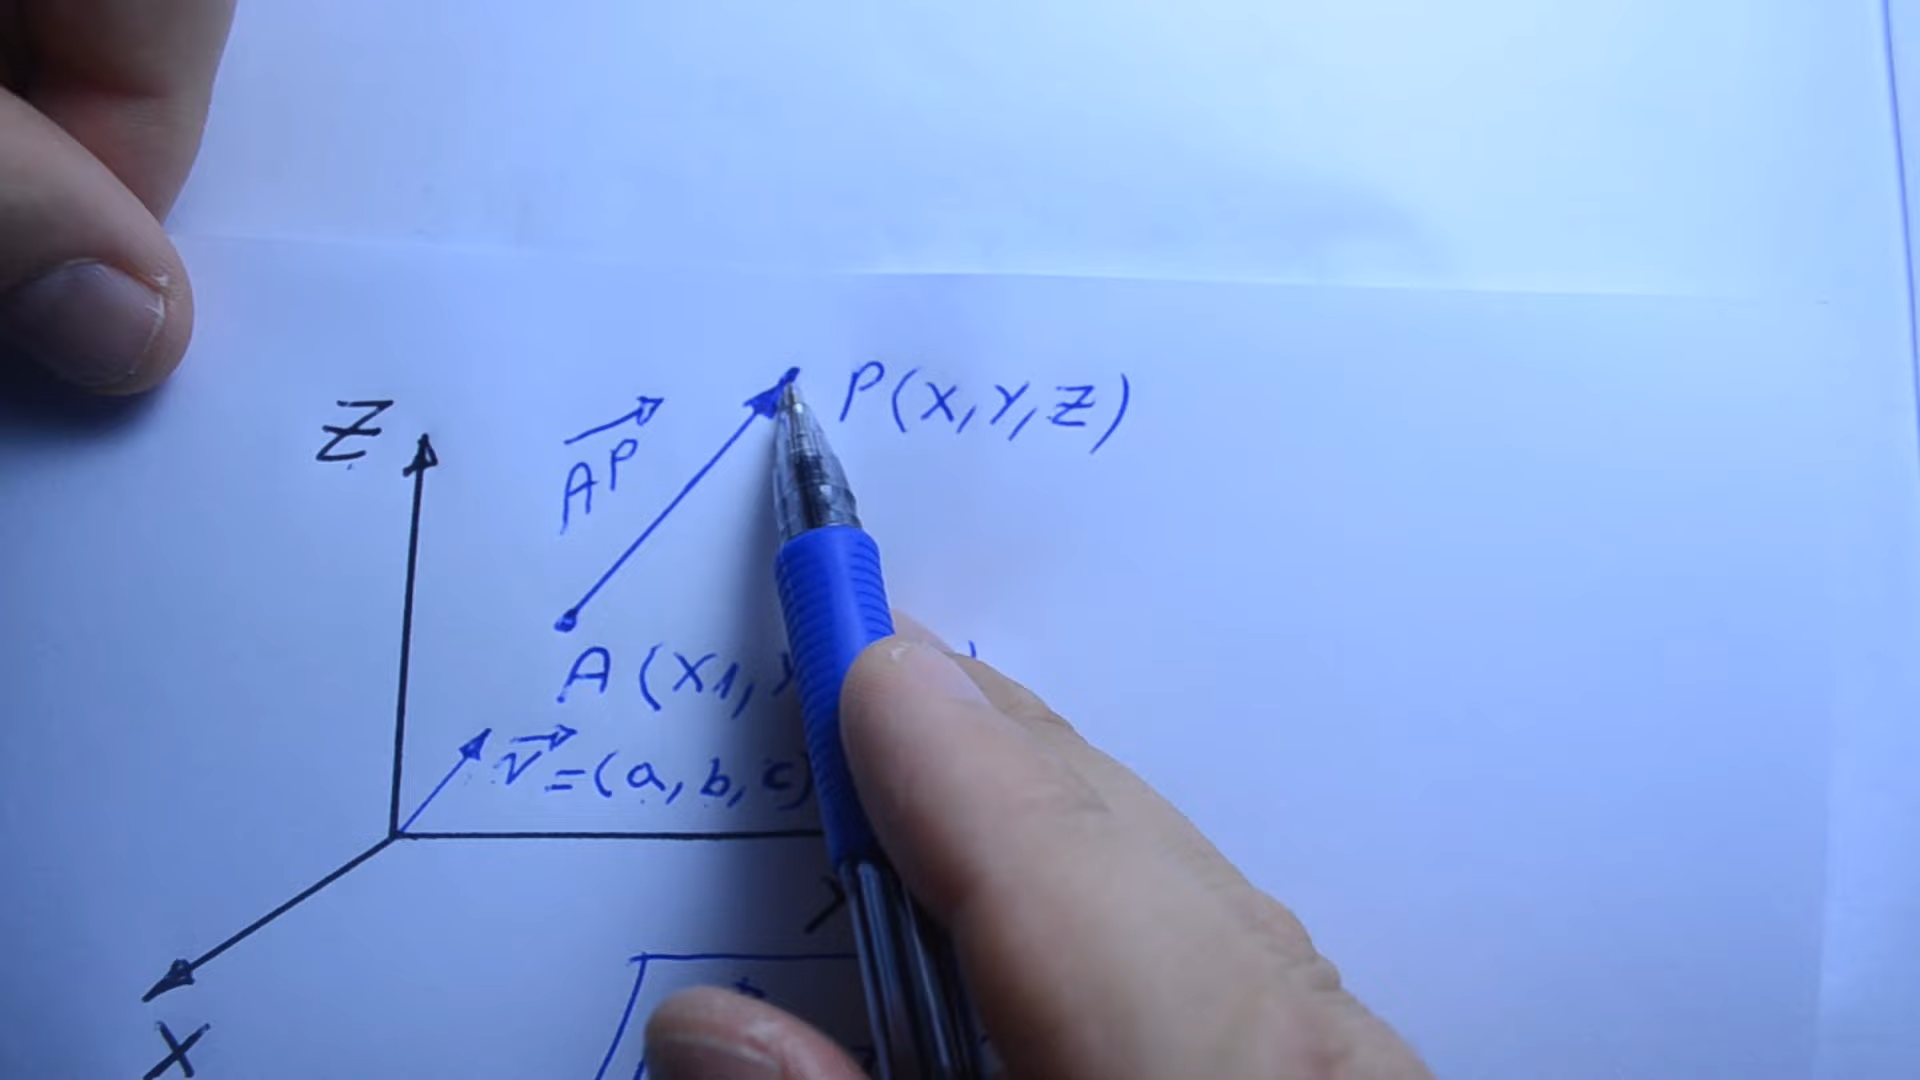 Z
AP
P(X,Y,Z)
A (X1,
V=(a,b,c)
X